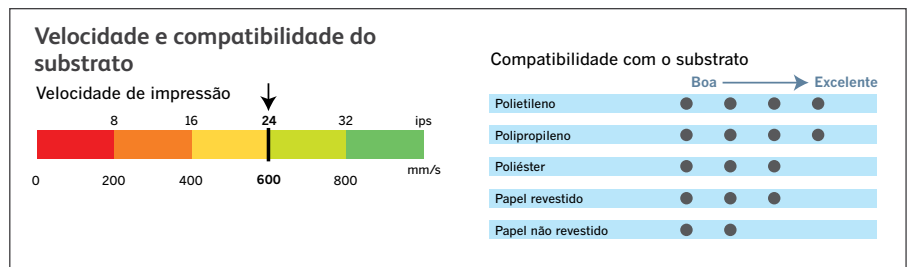 Velocidade e compatibilidade do
substrato
Velocidade de impressão
8 16 24 32 ips
mm/s
0 200 400 600 800
Compatibilidade com o substrato
Boa Excelente
Polietileno
Polipropileno
Poliéster
Papel revestido
Papel não revestido